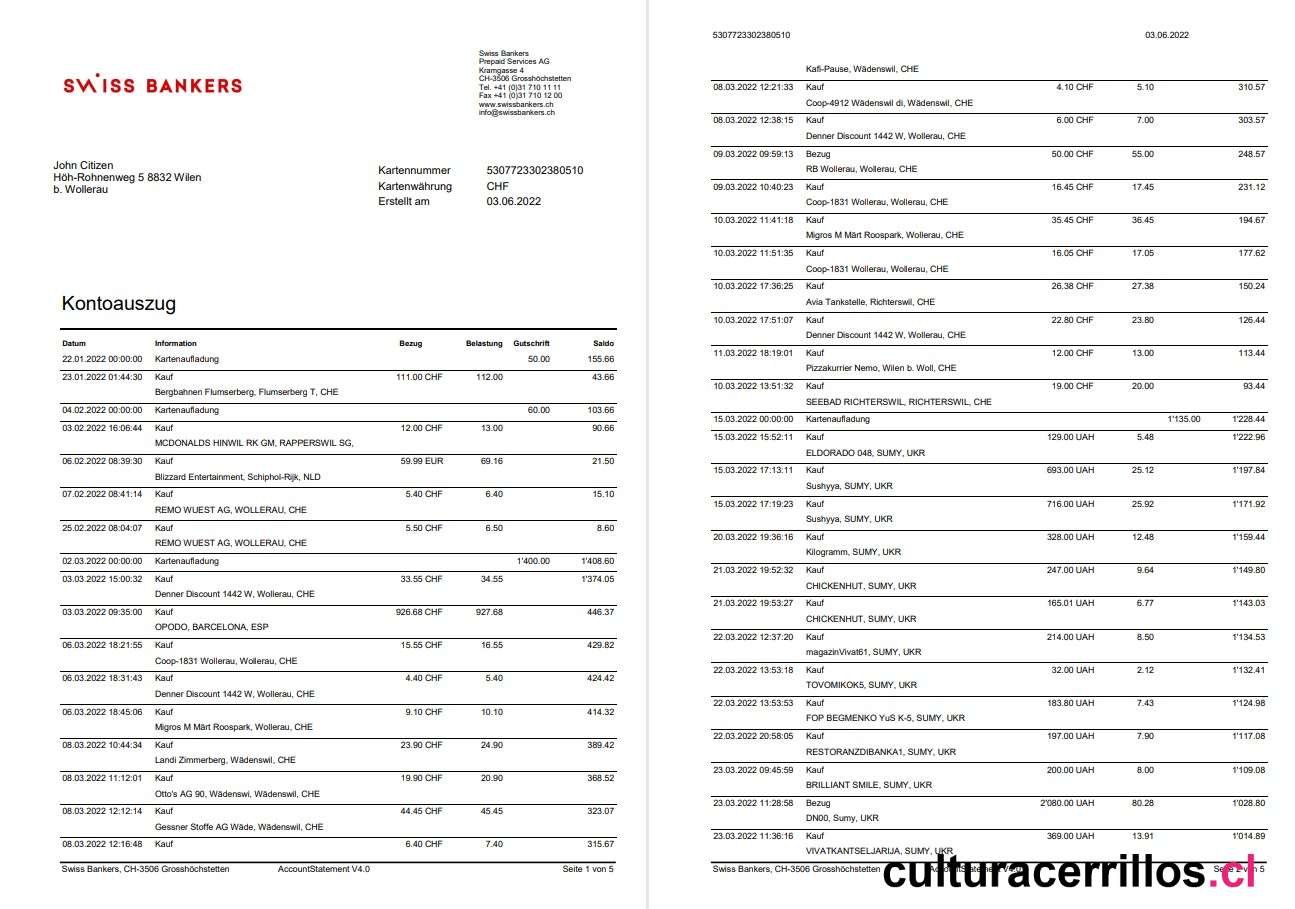 SWISS BANKERS
Swiss Bankers
Prepaid Services AG
Kramgasse 4
CH-3506 Grosshöchstetten
Tel. +41 (0)31 710 11 11
Fax +41 (0)31 710 12 00
www.swissbankers.ch
info@swissbankers.ch
John Citizen
Höh-Rohnenweg 5 8832 Wilen
b. Wollerau
Kartennummer 5307723302380510
Kartenwährung CHF
Erstellt am 03.06.2022
Kontoauszug
Datum Information Bezug Belastung Gutschrift Saldo
22.01.2022 00:00:00 Kartenaufladung 50.00 155.66
23.01.2022 01:44:30 Kauf 111.00 CHF 112.00 43.66
Bergbahnen Flumserberg, Flumserberg T, CHE
04.02.2022 00:00:00 Kartenaufladung 60.00 103.66
03.02.2022 16:06:44 Kauf 12.00 CHF 13.00 90.66
MCDONALDS HINWIL RK GM, RAPPERSWIL SG,
06.02.2022 08:39:30 Kauf 59.99 EUR 69.16 21.50
Blizzard Entertainment, Schiphol-Rijk, NLD
07.02.2022 08:41:14 Kauf 5.40 CHF 6.40 15.10
REMO WUEST AG, WOLLERAU, CHE
25.02.2022 08:04:07 Kauf 5.50 CHF 6.50 8.60
REMO WUEST AG, WOLLERAU, CHE
02.03.2022 00:00:00 Kartenaufladung 1'400.00 1'408.60
03.03.2022 15:00:32 Kauf 33.55 CHF 34.55 1'374.05
Denner Discount 1442 W, Wollerau, CHE
03.03.2022 09:35:00 Kauf 926.68 CHF 927.68 446.37
OPODO, BARCELONA, ESP
06.03.2022 18:21:55 Kauf 15.55 CHF 16.55 429.82
Coop-1831 Wollerau, Wollerau, CHE
06.03.2022 18:31:43 Kauf 4.40 CHF 5.40 424.42
Denner Discount 1442 W, Wollerau, CHE
06.03.2022 18:45:06 Kauf 9.10 CHF 10.10 414.32
Migros M Märt Roospark, Wollerau, CHE
08.03.2022 10:44:34 Kauf 23.90 CHF 24.90 389.42
Landi Zimmerberg, Wädenswil, CHE
08.03.2022 11:12:01 Kauf 19.90 CHF 20.90 368.52
Otto's AG 90, Wädenswi, Wädenswil, CHE
08.03.2022 12:12:14 Kauf 44.45 CHF 45.45 323.07
Gessner Stoffe AG Wäde, Wädenswil, CHE
08.03.2022 12:16:48 Kauf 6.40 CHF 7.40 315.67
Swiss Bankers, CH-3506 Grosshöchstetten AccountStatement V4.0 Seite 1 von 5
5307723302380510 03.06.2022
Kafi-Pause, Wädenswil, CHE
08.03.2022 12:21:33 Kauf 4.10 CHF 5.10 310.57
Coop-4912 Wädenswil di, Wädenswil, CHE
08.03.2022 12:38:15 Kauf 6.00 CHF 7.00 303.57
Denner Discount 1442 W, Wollerau, CHE
09.03.2022 09:59:13 Bezug 50.00 CHF 55.00 248.57
RB Wollerau, Wollerau, CHE
09.03.2022 10:40:23 Kauf 16.45 CHF 17.45 231.12
Coop-1831 Wollerau, Wollerau, CHE
10.03.2022 11:41:18 Kauf 35.45 CHF 36.45 194.67
Migros M Märt Roospark, Wollerau, CHE
10.03.2022 11:51:35 Kauf 16.05 CHF 17.05 177.62
Coop-1831 Wollerau, Wollerau, CHE
10.03.2022 17:36:25 Kauf 26.38 CHF 27.38 150.24
Avia Tankstelle, Richterswil, CHE
10.03.2022 17:51:07 Kauf 22.80 CHF 23.80 126.44
Denner Discount 1442 W, Wollerau, CHE
11.03.2022 18:19:01 Kauf 12.00 CHF 13.00 113.44
Pizzakurrier Nemo, Wilen b. Woll, CHE
10.03.2022 13:51:32 Kauf 19.00 CHF 20.00 93.44
SEEBAD RICHTERSWIL, RICHTERSWIL, CHE
15.03.2022 00:00:00 Kartenaufladung 1'135.00 1'228.44
15.03.2022 15:52:11 Kauf 129.00 UAH 5.48 1'222.96
ELDORADO 048, SUMY, UKR
15.03.2022 17:13:11 Kauf 693.00 UAH 25.12 1'197.84
Sushyya, SUMY, UKR
15.03.2022 17:19:23 Kauf 716.00 UAH 25.92 1'171.92
Sushyya, SUMY, UKR
20.03.2022 19:36:16 Kauf 328.00 UAH 12.48 1'159.44
Kilogramm, SUMY, UKR
21.03.2022 19:52:32 Kauf 247.00 UAH 9.64 1'149.80
CHICKENHUT, SUMY, UKR
21.03.2022 19:53:27 Kauf 165.01 UAH 6.77 1'143.03
CHICKENHUT, SUMY, UKR
22.03.2022 12:37:20 Kauf 214.00 UAH 8.50 1'134.53
magazinVivat61, SUMY, UKR
22.03.2022 13:53:18 Kauf 32.00 UAH 2.12 1'132.41
TOVOMIKOK5, SUMY, UKR
22.03.2022 13:53:53 Kauf 183.80 UAH 7.43 1'124.98
FOP BEGMENKO YuS K-5, SUMY, UKR
22.03.2022 20:58:05 Kauf 197.00 UAH 7.90 1'117.08
RESTORANZDIBANKA1, SUMY, UKR
23.03.2022 09:45:59 Kauf 200.00 UAH 8.00 1'109.08
BRILLIANT SMILE, SUMY, UKR
23.03.2022 11:28:58 Bezug 2'080.00 UAH 80.28 1'028.80
DN00, Sumy, UKR
23.03.2022 11:36:16 Kauf 369.00 UAH 13.91 1'014.89
VIVATKANTSELJARIJA, SUMY, UKR
Swiss Bankers, CH-3506 Grosshöchstetten
culturacerrillos.cl